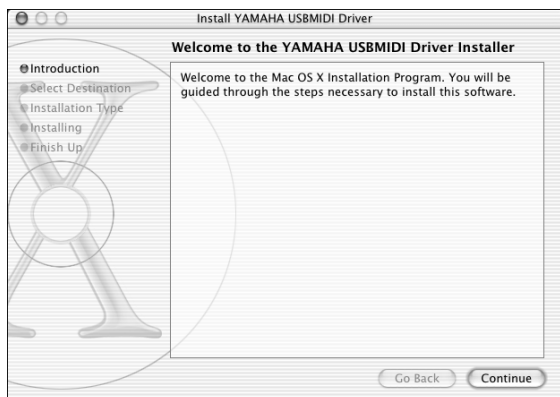 Install YAMAHA USBMIDI Driver
Welcome to the YAMAHA USBMIDI Driver Installer
Introduction
Select Destination
Installation Type
Installing
Finish Up
Welcome to the Mac OS X Installation Program. You will be
guided through the steps necessary to install this software.
Go Back
Continue